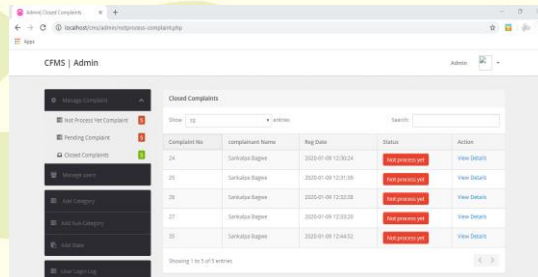 Admin| Closed Complaints
localhost/cms/admin/notprocess-complaint.php
Apps
CFMS | Admin
Admin
Manage Complaint
Not Process Yet Complaint 5
Pending Complaint 5
Closed Complaints 5
Manage users
Add Category
Add Sub-Category
Add State
User Login Log
Closed Complaints
Show 10 entries Search:
Complaint No complainant Name Reg Date Status Action
24 Sankalpa Bagwe 2020-01-09 12:30:24 Not process yet View Details
25 Sankalpa Bagwe 2020-01-09 12:31:39 Not process yet View Details
26 Sankalpa Bagwe 2020-01-09 12:32:38 Not process yet View Details
27 Sankalpa Bagwe 2020-01-09 12:33:20 Not process yet View Details
35 Sankalpa Bagwe 2020-01-09 12:44:52 Not process yet View Details
Showing 1 to 5 of 5 entries